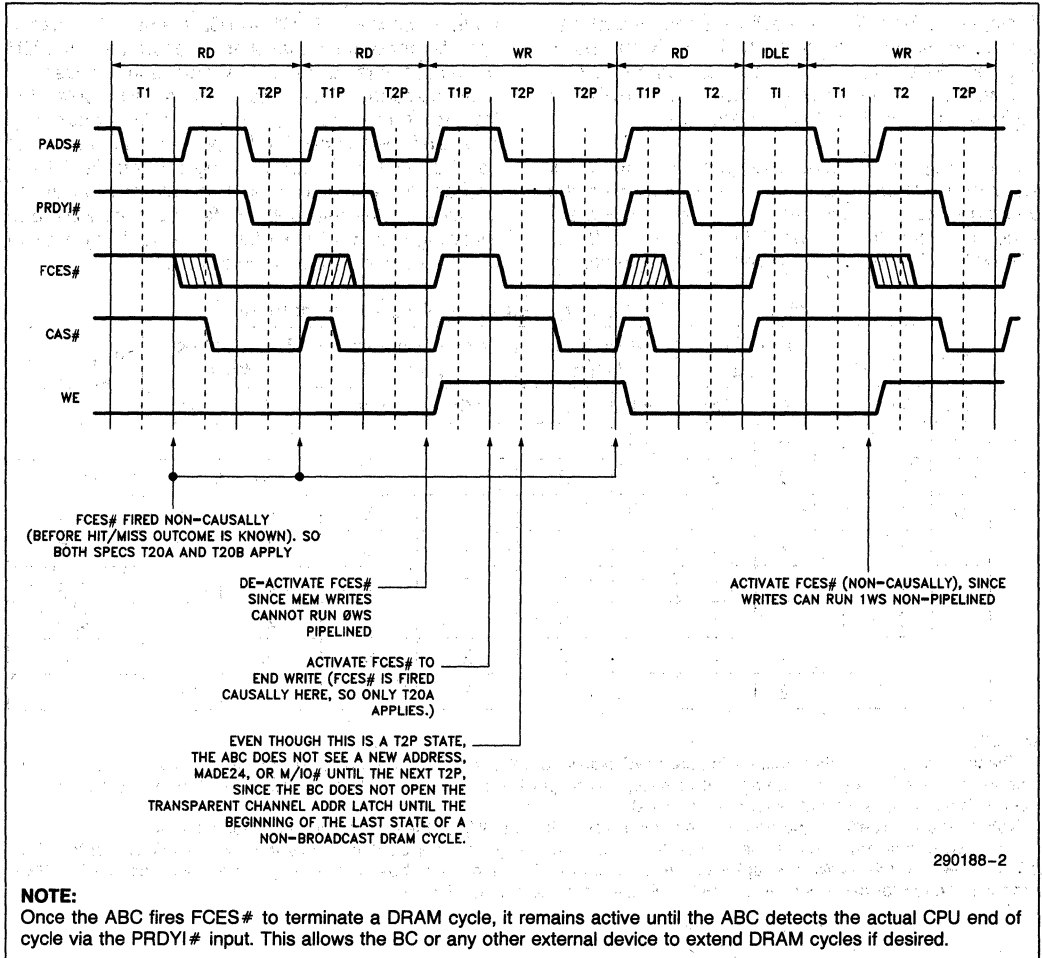 RD RD WR RD IDLE WR
T1 T2 T2P T1P T2P T1P T2P T2P T1P T2 TI T1 T2 T2P
PADS#
PRDYI#
FCES#
CAS#
WE
FCES# FIRED NON-CAUSALLY
(BEFORE HIT/MISS OUTCOME IS KNOWN). SO
BOTH SPECS T20A AND T20B APPLY
DE-ACTIVATE FCES#
SINCE MEM WRITES
CANNOT RUN 0WS
PIPELINED
ACTIVATE FCES# (NON-CAUSALLY), SINCE
WRITES CAN RUN 1WS NON-PIPELINED
ACTIVATE FCES# TO
END WRITE (FCES# IS FIRED
CAUSALLY HERE, SO ONLY T20A
APPLIES.)
EVEN THOUGH THIS IS A T2P STATE,
THE ABC DOES NOT SEE A NEW ADDRESS,
MADE24, OR M/IO# UNTIL THE NEXT T2P,
SINCE THE BC DOES NOT OPEN THE
TRANSPARENT CHANNEL ADDR LATCH UNTIL THE
BEGINNING OF THE LAST STATE OF A
NON-BROADCAST DRAM CYCLE.
290188-2
NOTE:
Once the ABC fires FCES# to terminate a DRAM cycle, it remains active until the ABC detects the actual CPU end of
cycle via the PRDYI# input. This allows the BC or any other external device to extend DRAM cycles if desired.